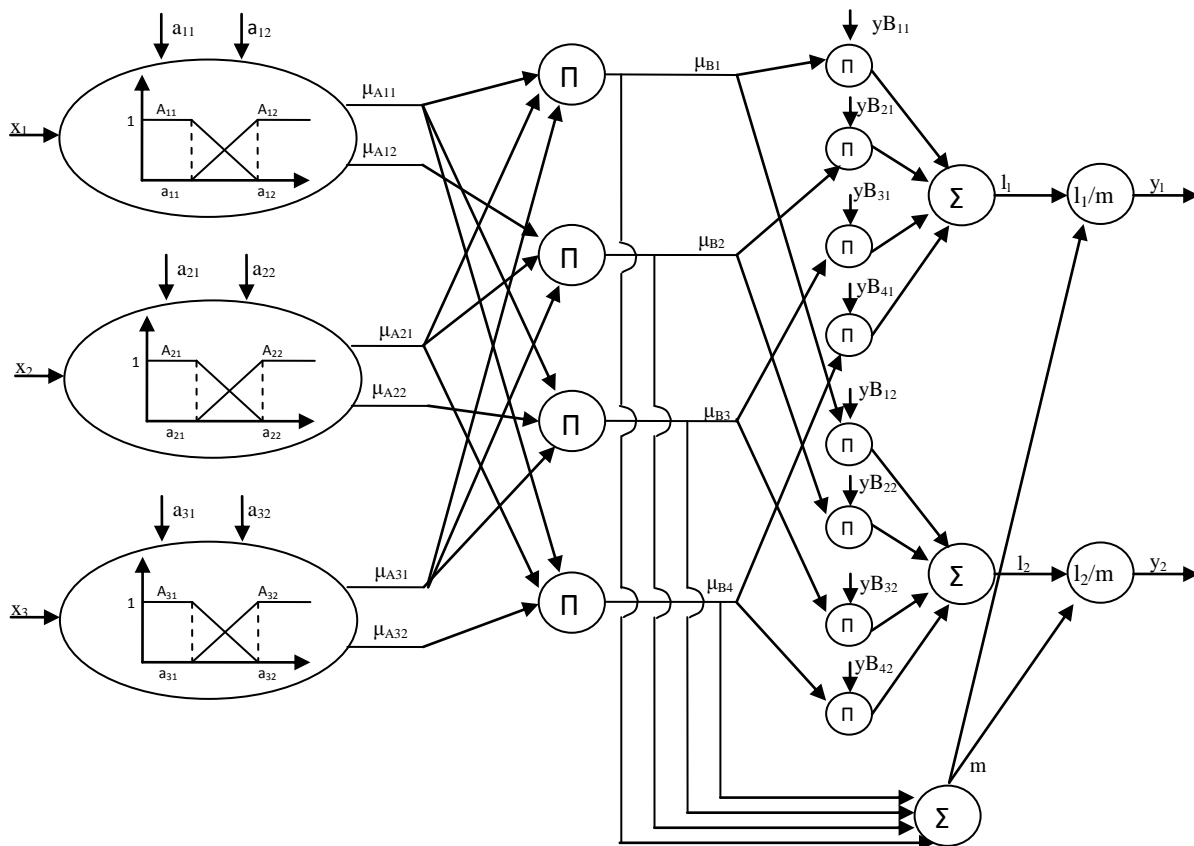 a₁₁ a₁₂
x₁
1
A₁₁ A₁₂
a₁₁ a₁₂
μA11
μA12
a₂₁ a₂₂
x₂
1
A₂₁ A₂₂
a₂₁ a₂₂
μA21
μA22
a₃₁ a₃₂
x₃
1
A₃₁ A₃₂
a₃₁ a₃₂
μA31
μA32
Π
Π
Π
Π
μB1
μB2
μB3
μB4
yB₁₁
Π
yB₂₁
Π
yB₃₁
Π
yB₄₁
Π
yB₁₂
Π
yB₂₂
Π
yB₃₂
Π
yB₄₂
Π
Σ
l₁
l₁/m
y₁
Σ
l₂
l₂/m
y₂
m
Σ